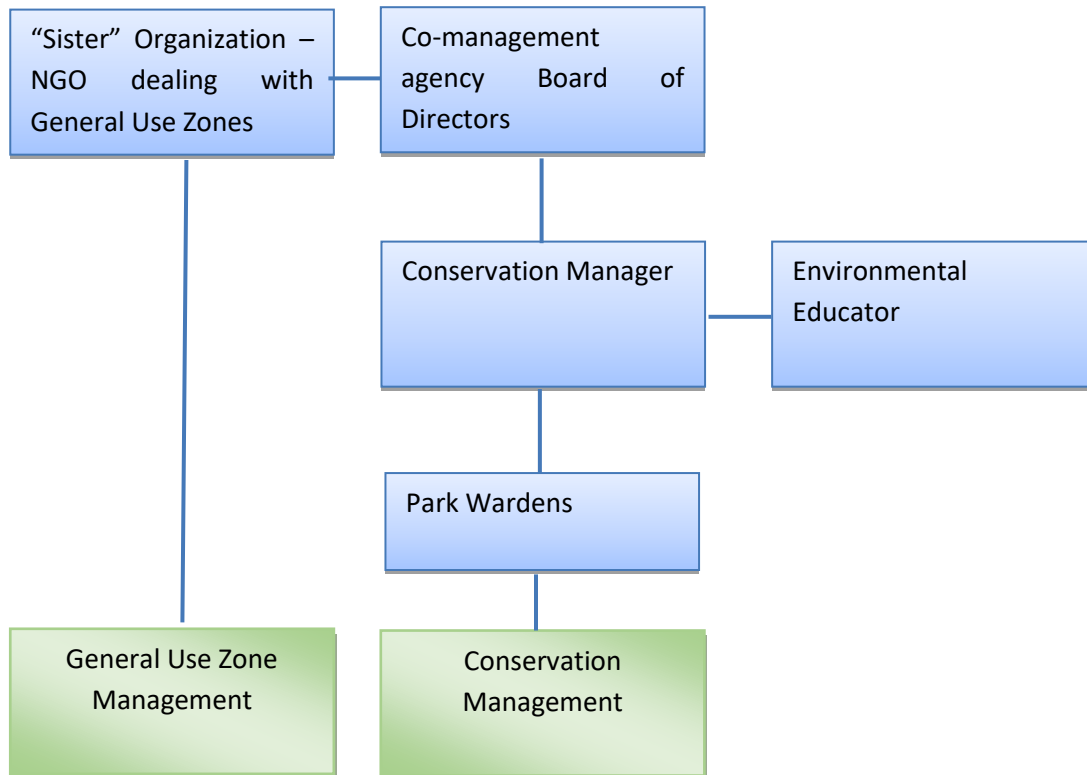 “Sister” Organization –
NGO dealing with
General Use Zones
Co-management
agency Board of
Directors
Conservation Manager
Environmental
Educator
Park Wardens
General Use Zone
Management
Conservation
Management